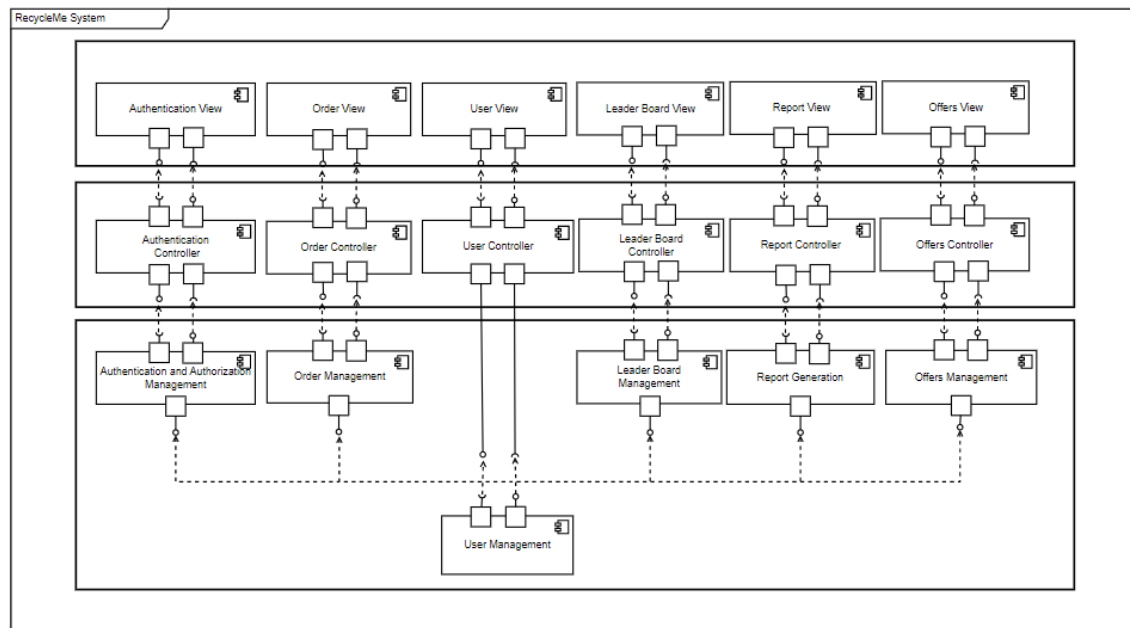 RecycleMe System
Authentication View
Order View
User View
Leader Board View
Report View
Offers View
Authentication
Controller
Order Controller
User Controller
Leader Board
Controller
Report Controller
Offers Controller
Authentication and Authorization
Management
Order Management
Leader Board
Management
Report Generation
Offers Management
User Management